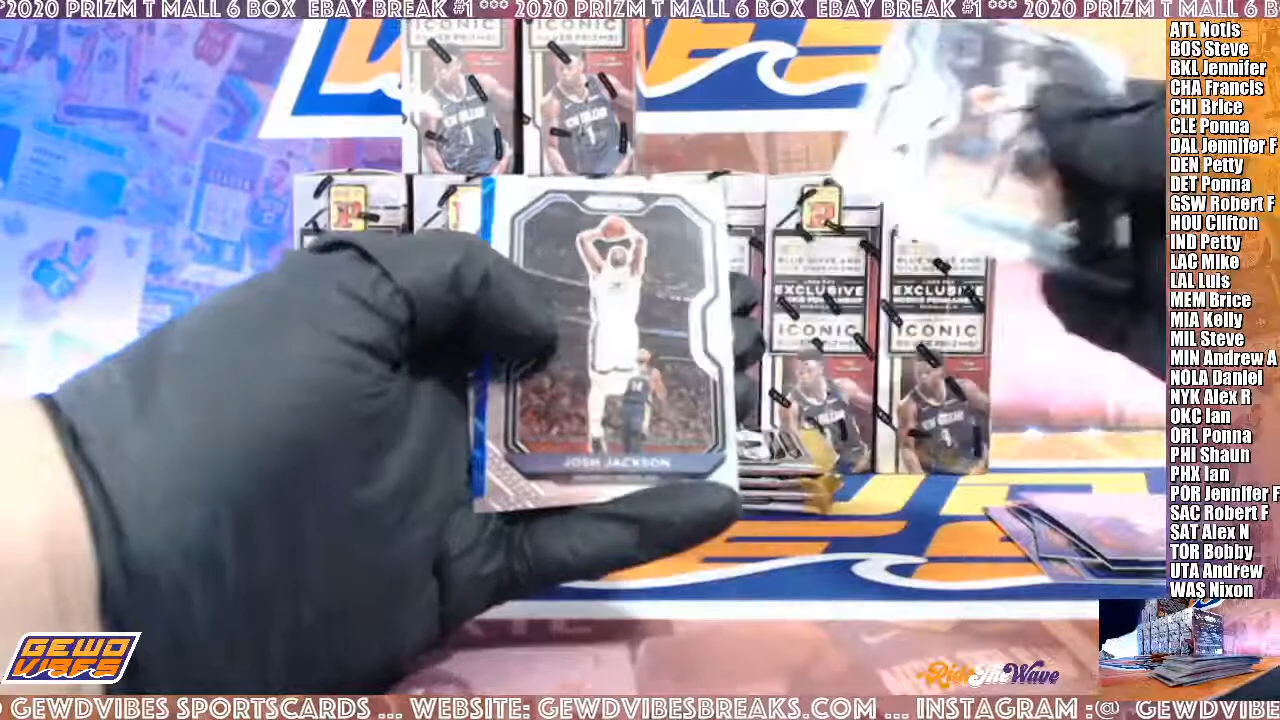 *2020 PRIZM T MALL 6 BOX EBAY BREAK #1 *** 2020 PRIZM T MALL 6 BOX EBAY BREAK #1 *** 2020 PRIZM T MALL 6 B
ATL Notis
BOS Steve
BKL Jennifer
CHA Francis
CHI Brice
CLE Ponna
DAL Jennifer F
DEN Petty
DET Ponna
GSW Robert F
HOU Clifton
IND Petty
LAC Mike
LAL Luis
MEM Brice
MIA Kelly
MIL Steve
MIN Andrew A
NOLA Daniel
NYK Alex R
OKC Ian
ORL Ponna
PHI Shaun
PHX Ian
POR Jennifer F
SAC Robert F
SAT Alex N
TOR Bobby
UTA Andrew
WAS Nixon
ICONIC
ICONIC
EXCLUSIVE
ICONIC
EXCLUSIVE
ICONIC
PRIZM
JOSH JACKSON
GEWD
VIBES
Ride The Wave
GEWDVIBES SPORTSCARDS ... WEBSITE: GEWDVIBESBREAKS.COM ... INSTAGRAM :@ GEWDVIBE